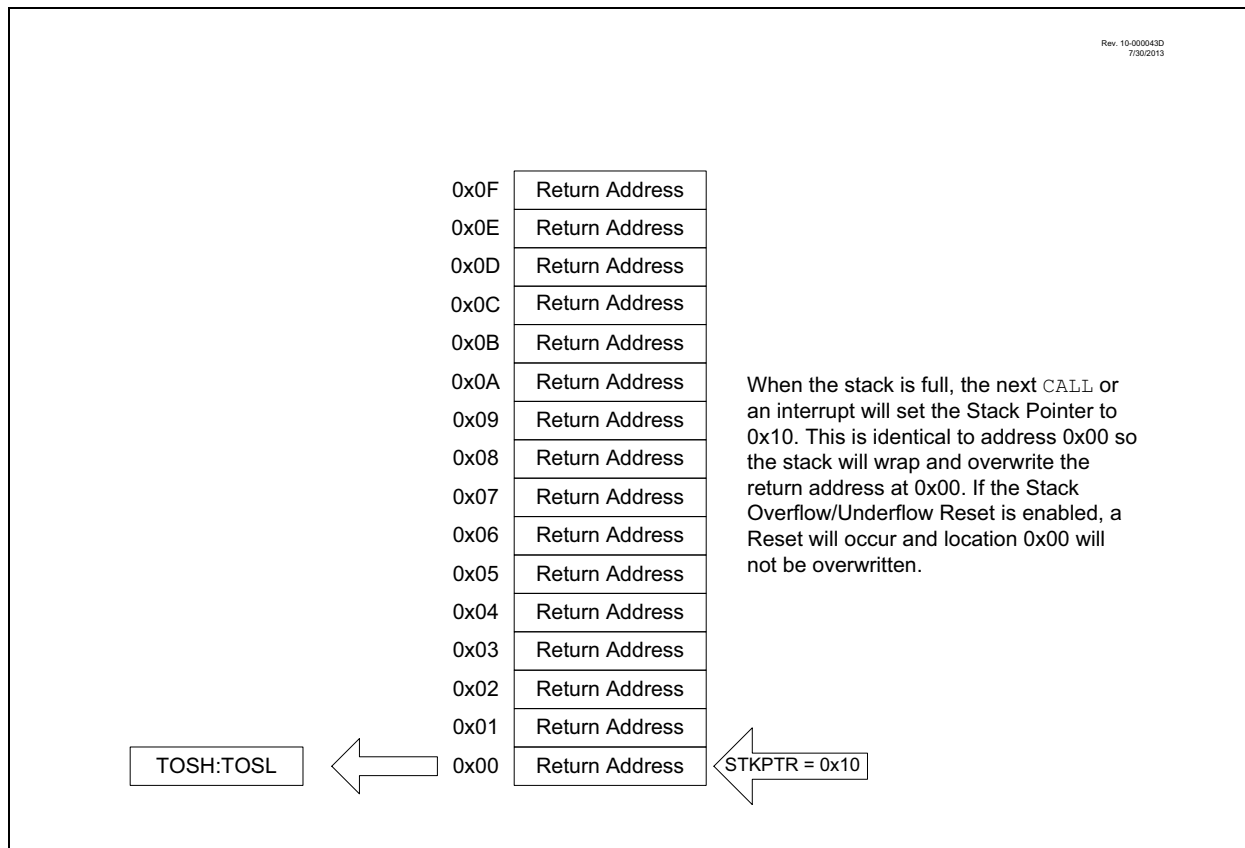 Rev. 10-000043D
7/30/2013
0x0F Return Address
0x0E Return Address
0x0D Return Address
0x0C Return Address
0x0B Return Address
0x0A Return Address
0x09 Return Address
0x08 Return Address
0x07 Return Address
0x06 Return Address
0x05 Return Address
0x04 Return Address
0x03 Return Address
0x02 Return Address
0x01 Return Address
TOSH:TOSL 0x00 Return Address STKPTR = 0x10
When the stack is full, the next CALL or
an interrupt will set the Stack Pointer to
0x10. This is identical to address 0x00 so
the stack will wrap and overwrite the
return address at 0x00. If the Stack
Overflow/Underflow Reset is enabled, a
Reset will occur and location 0x00 will
not be overwritten.